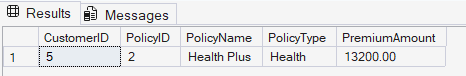 Results Messages
CustomerID PolicyID PolicyName PolicyType PremiumAmount
1 5 2 Health Plus Health 13200.00